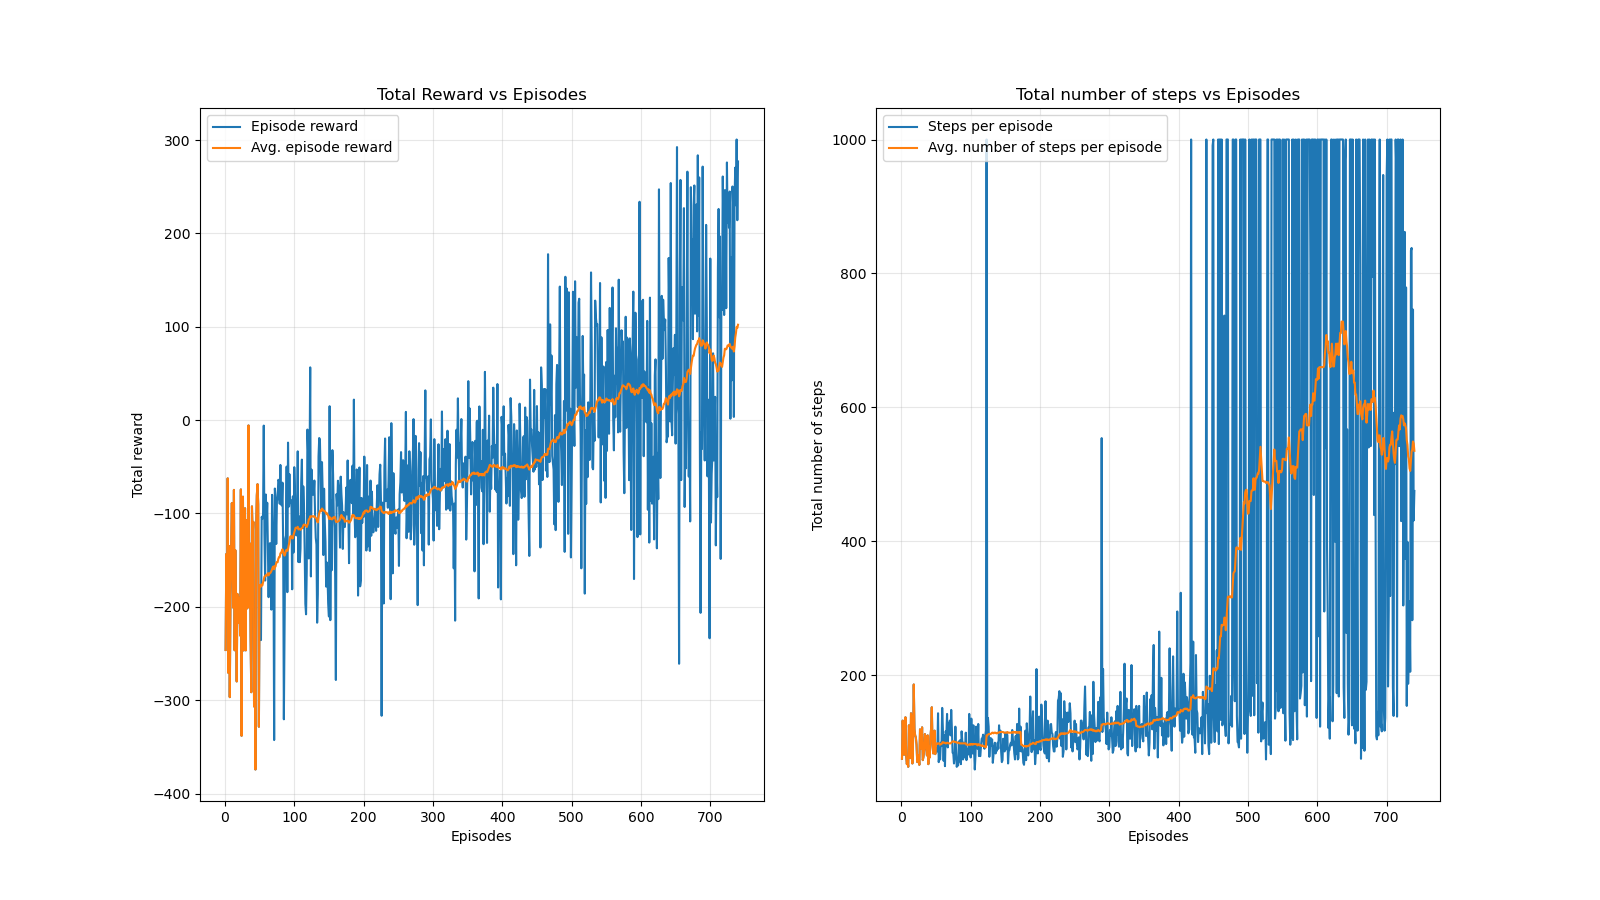 Total Reward vs Episodes
Episode reward
Avg. episode reward
300
200
100
0
−100
−200
−300
−400
Total reward
0 100 200 300 400 500 600 700
Episodes
Total number of steps vs Episodes
Steps per episode
Avg. number of steps per episode
1000
800
600
400
200
Total number of steps
0 100 200 300 400 500 600 700
Episodes